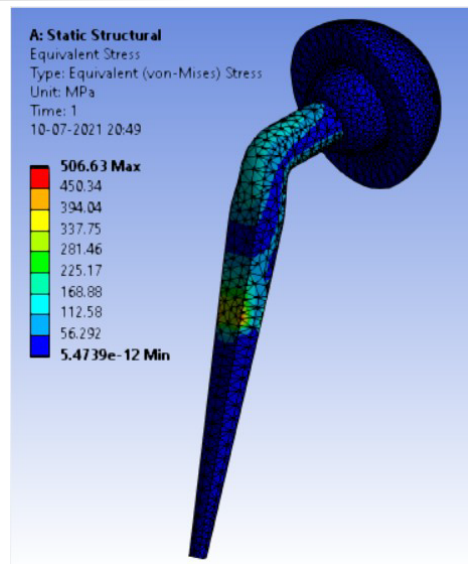 A: Static Structural
Equivalent Stress
Type: Equivalent (von-Mises) Stress
Unit: MPa
Time: 1
10-07-2021 20:49
506.63 Max
450.34
394.04
337.75
281.46
225.17
168.88
112.58
56.292
5.4739e-12 Min